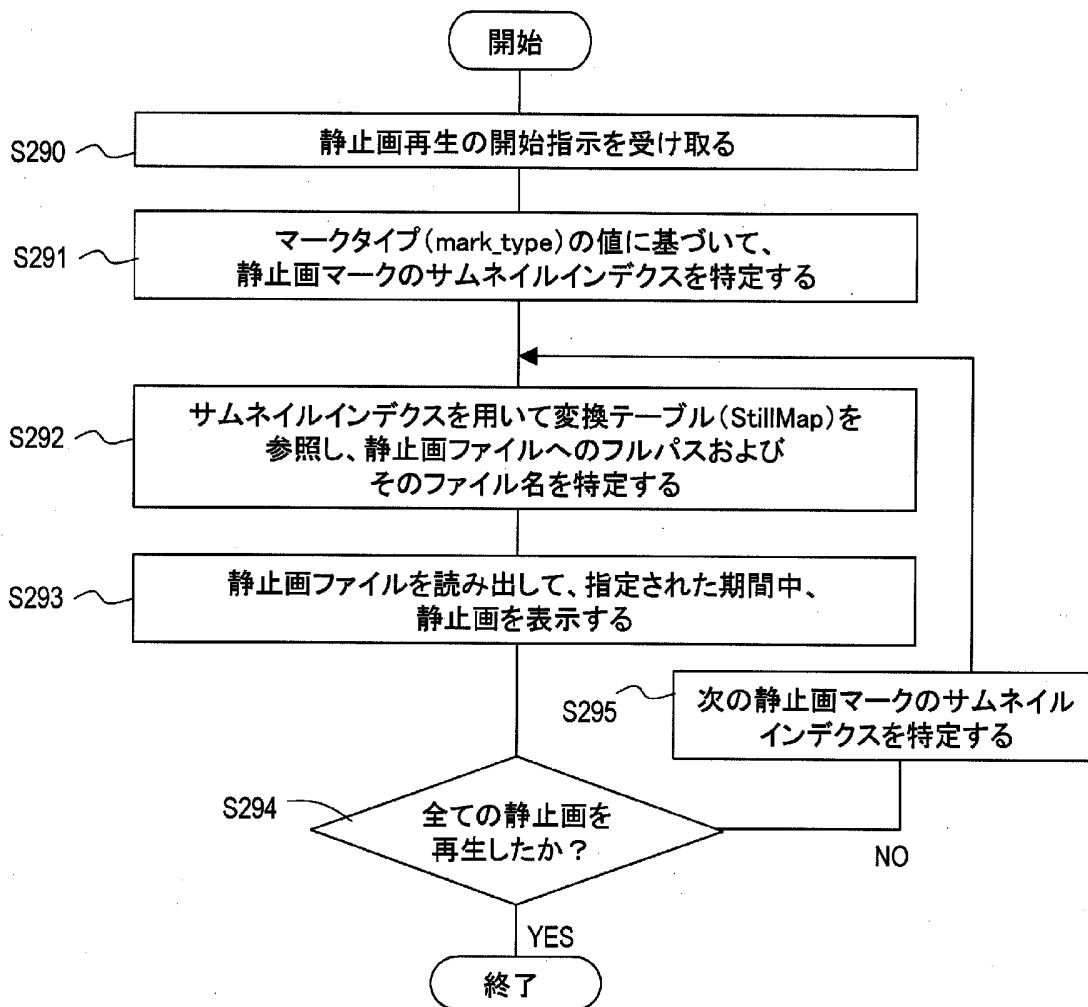 開始
S290
静止画再生の開始指示を受け取る
S291
マークタイプ(mark_type)の値に基づいて、
静止画マークのサムネイルインデクスを特定する
S292
サムネイルインデクスを用いて変換テーブル(StillMap)を
参照し、静止画ファイルへのフルパスおよび
そのファイル名を特定する
S293
静止画ファイルを読み出して、指定された期間中、
静止画を表示する
S295
次の静止画マークのサムネイル
インデクスを特定する
S294
全ての静止画を
再生したか?
NO
YES
終了